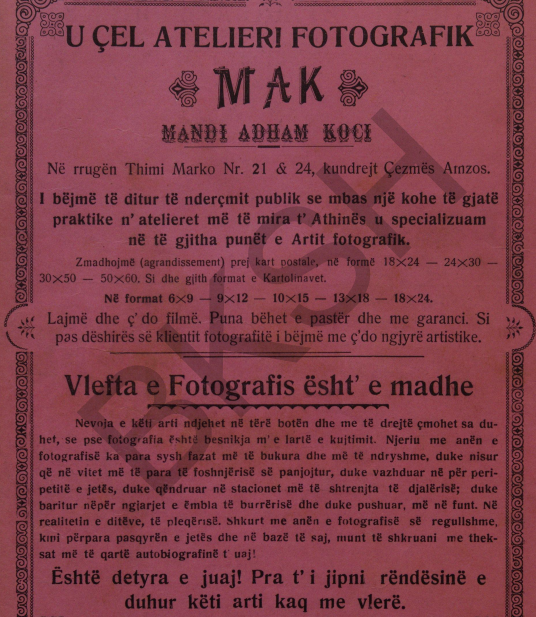 U ÇEL ATELIERI FOTOGRAFIK
MAK
MANDI ADHAM KOÇI
Në rrugën Thimi Marko Nr. 21 & 24, kundrejt Çezmës Amzos.
I bëjmë të ditur të nderçmit publik se mbas një kohe të gjatë
praktike n' atelieret më të mira t' Athinës u specializuam
në të gjitha punët e Artit fotografik.
Zmadhojmë (agrandissement) prej kart postale, në formë 18×24 — 24×30 —
30×50 — 50×60. Si dhe gjith format e Kartolinavet.
Në format 6×9 — 9×12 — 10×15 — 13×18 — 18×24.
Lajmë dhe ç' do filmë. Puna bëhet e pastër dhe me garanci. Si
pas dëshirës së klientit fotografitë i bëjmë me ç'do ngjyrë artistike.
Vlefta e Fotografis ësht' e madhe
Nevoja e këti arti ndjehet në tërë botën dhe me të drejtë çmohet sa du-
het, se pse fotografia është besnikja m' e lartë e kujtimit. Njeriu me anën e
fotografisë ka para sysh fazat më të bukura dhe më të ndryshme, duke nisur
që në vitet më të para të foshnjërisë së panjojtur, duke vazhduar në për peri-
petitë e jetës, duke qëndruar në stacionet më të shtrenjta të djalërisë; duke
baritur nëpër ngjarjet e ëmbla të burrërisë dhe duke pushuar, më në funt. Në
realitetin e ditëve, të pleqërisë. Shkurt me anën e fotografisë së regullshme,
kini përpara pasqyrën e jetës dhe në bazë të saj, munt të shkruani me thek-
sat më të qartë autobiografinë t' uaj!
Është detyra e juaj! Pra t' i jipni rëndësinë e
duhur këti arti kaq me vlerë.
BKSH